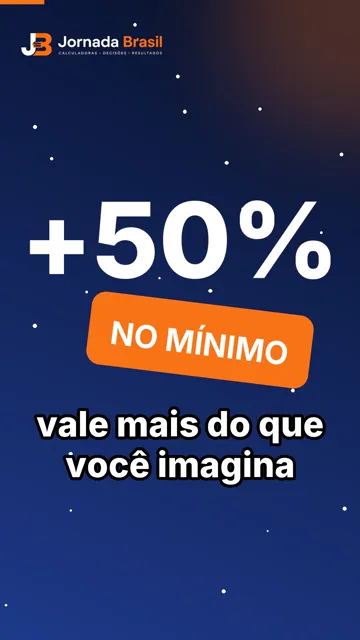 JB Jornada Brasil
CALCULADORAS • DECISÕES • RESULTADOS
+50%
NO MÍNIMO
vale mais do que
você imagina